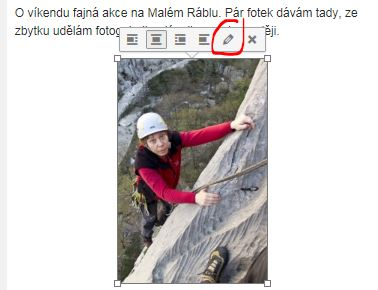 O víkendu fajná akce na Malém Ráblu. Pár fotek dávám tady, ze
zbytku udělám